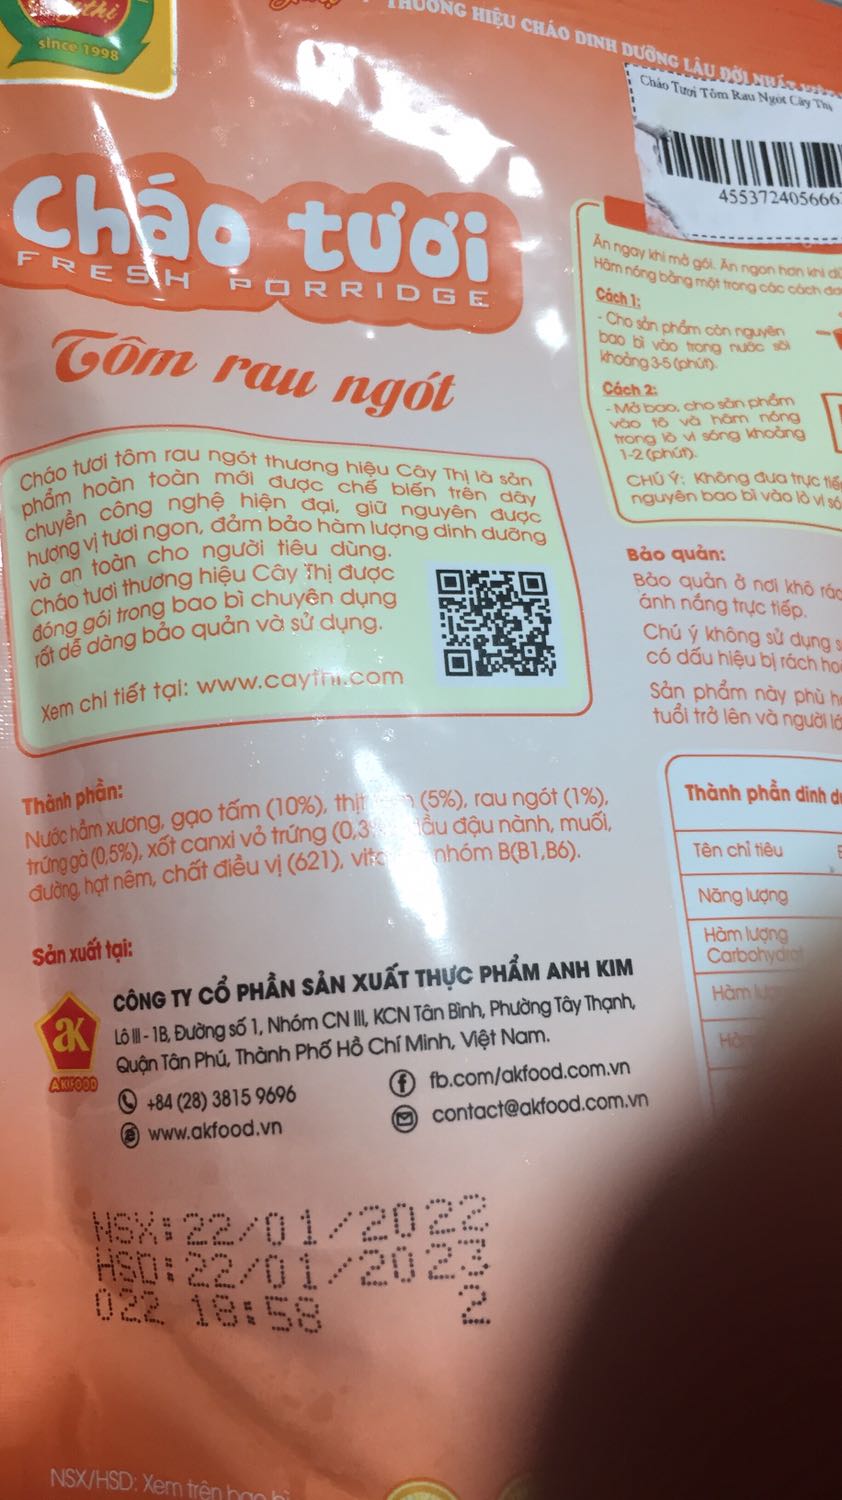 since 1998
THƯƠNG HIỆU CHÁO DINH DƯỠNG LÂU ĐỜI NHẤT
Cháo Tươi Tôm Rau Ngót Cây Thị
455372405666
Cháo tươi
FRESH PORRIDGE
Tôm rau ngót
Cháo tươi tôm rau ngót thương hiệu Cây Thị là sản
phẩm hoàn toàn mới được chế biến trên dây
chuyền công nghệ hiện đại, giữ nguyên được
hương vị tươi ngon, đảm bảo hàm lượng dinh dưỡng
và an toàn cho người tiêu dùng.
Cháo tươi thương hiệu Cây Thị được
đóng gói trong bao bì chuyên dụng
rất dễ dàng bảo quản và sử dụng.
Xem chi tiết tại: www.caythi.com
Ăn ngay khi mở gói. Ăn ngon hơn khi
Hâm nóng bằng một trong các cách
Cách 1:
- Cho sản phẩm còn nguyên
bao bì vào trong nước sôi
khoảng 3-5 (phút).
Cách 2:
- Mở bao, cho sản phẩm
vào tô và hâm nóng
trong lò vi sóng khoảng
1-2 (phút).
CHÚ Ý: Không đưa trực
nguyên bao bì vào lò vi
Bảo quản:
Bảo quản ở nơi khô
ánh nắng trực tiếp.
Chú ý không sử dụng
có dấu hiệu bị rách
Sản phẩm này phù
tuổi trở lên và người
Thành phần:
Nước hầm xương, gạo tấm (10%), thịt (5%), rau ngót (1%),
trứng gà (0,5%), xốt canxi vỏ trứng (0,3 dầu đậu nành, muối,
đường, hạt nêm, chất điều vị (621), nhóm B(B1,B6).
Thành phần dinh
Tên chỉ tiêu
Năng lượng
Hàm lượng
Carbohydrat
Hàm
Sản xuất tại:
AK
AKFOOD
CÔNG TY CỔ PHẦN SẢN XUẤT THỰC PHẨM ANH KIM
Lô III - 1B, Đường số 1, Nhóm CN III, KCN Tân Bình, Phường Tây Thạnh,
Quận Tân Phú, Thành Phố Hồ Chí Minh, Việt Nam.
+84 (28) 3815 9696
fb.com/akfood.com.vn
www.akfood.vn
contact@akfood.com.vn
NSX:22/01/2022
HSD:22/01/2023
022 18:58 2
NSX/HSD: Xem trên bao bì